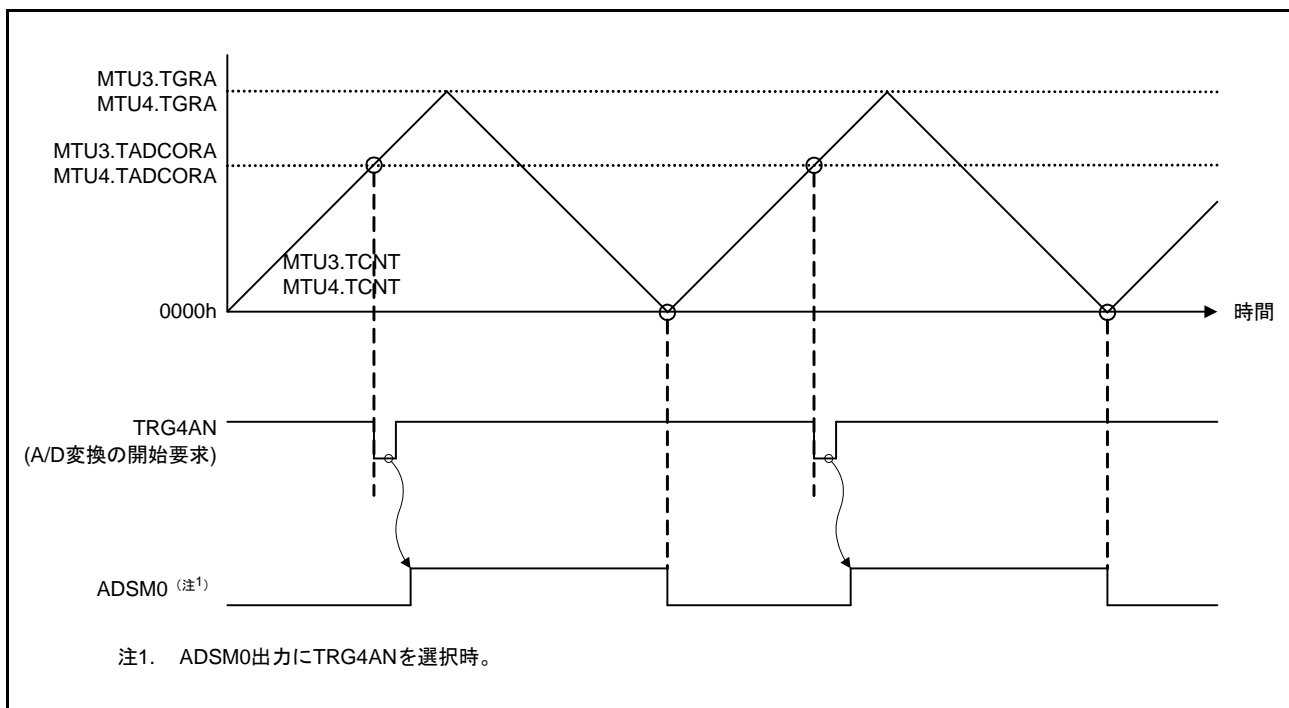 MTU3.TGRA
MTU4.TGRA
MTU3.TADCORA
MTU4.TADCORA
MTU3.TCNT
MTU4.TCNT
0000h
時間
TRG4AN
(A/D変換の開始要求)
ADSM0（注1）
注1. ADSM0出力にTRG4ANを選択時。